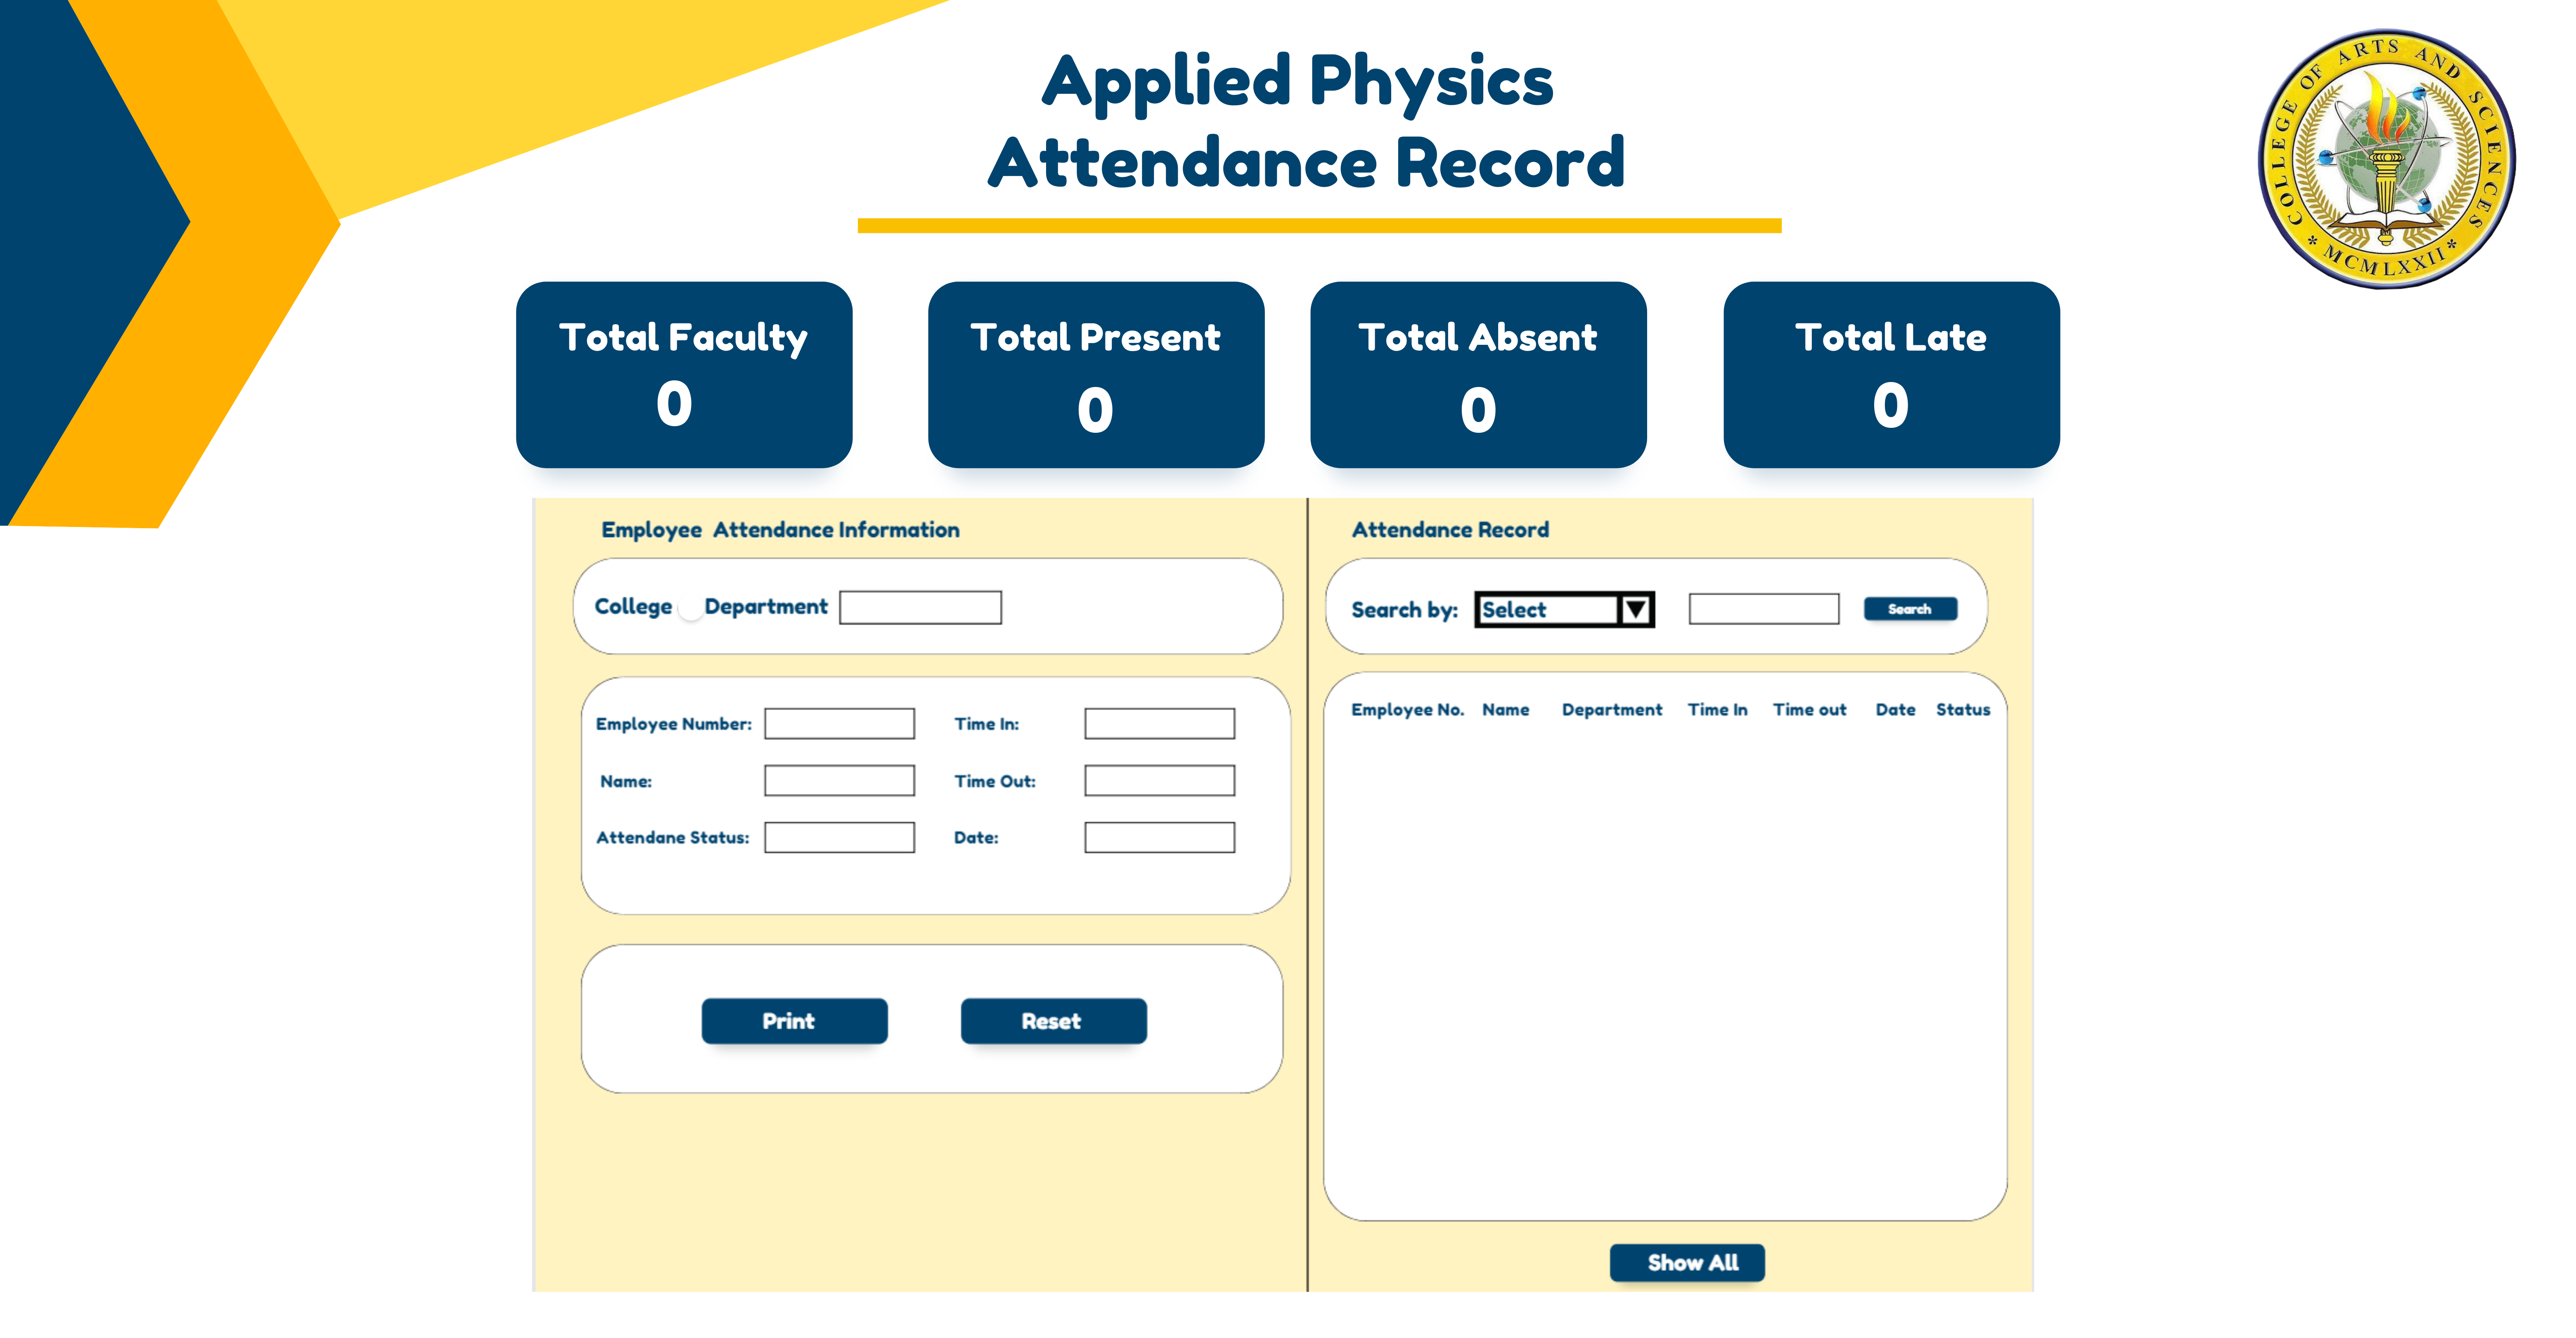 Applied Physics
Attendance Record
COLLEGE OF ARTS AND SCIENCES
* MCMLXXII *
Total Faculty
0
Total Present
0
Total Absent
0
Total Late
0
Employee Attendance Information
College Department
Employee Number:
Time In:
Name:
Time Out:
Attendane Status:
Date:
Print
Reset
Attendance Record
Search by: Select ▼ Search
Employee No. Name Department Time In Time out Date Status
Show All